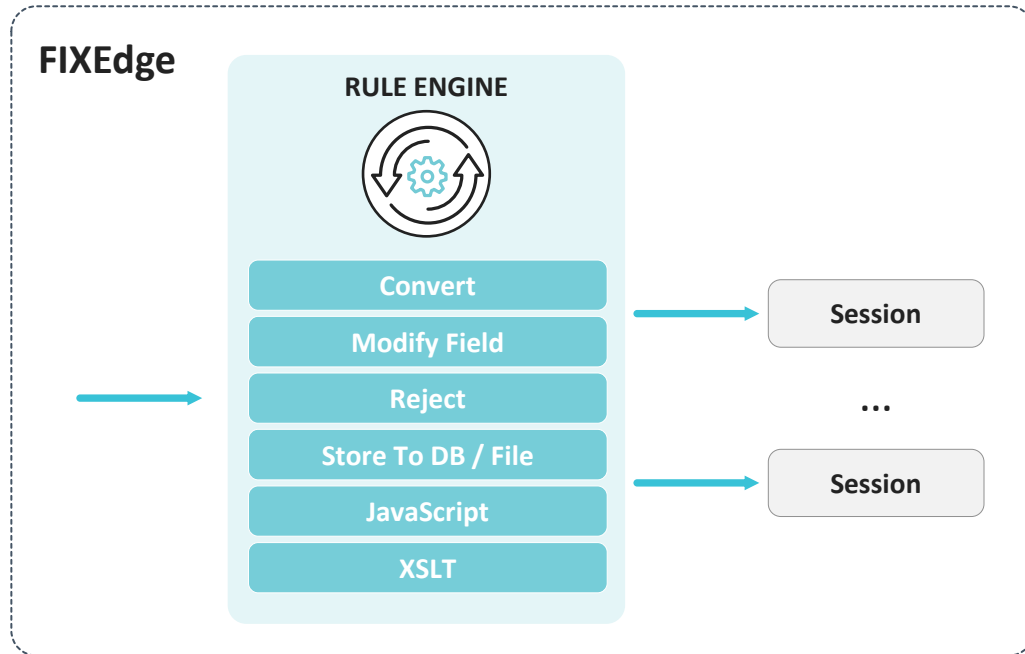 FIXEdge
RULE ENGINE
Convert
Modify Field
Reject
Store To DB / File
JavaScript
XSLT
Session
...
Session